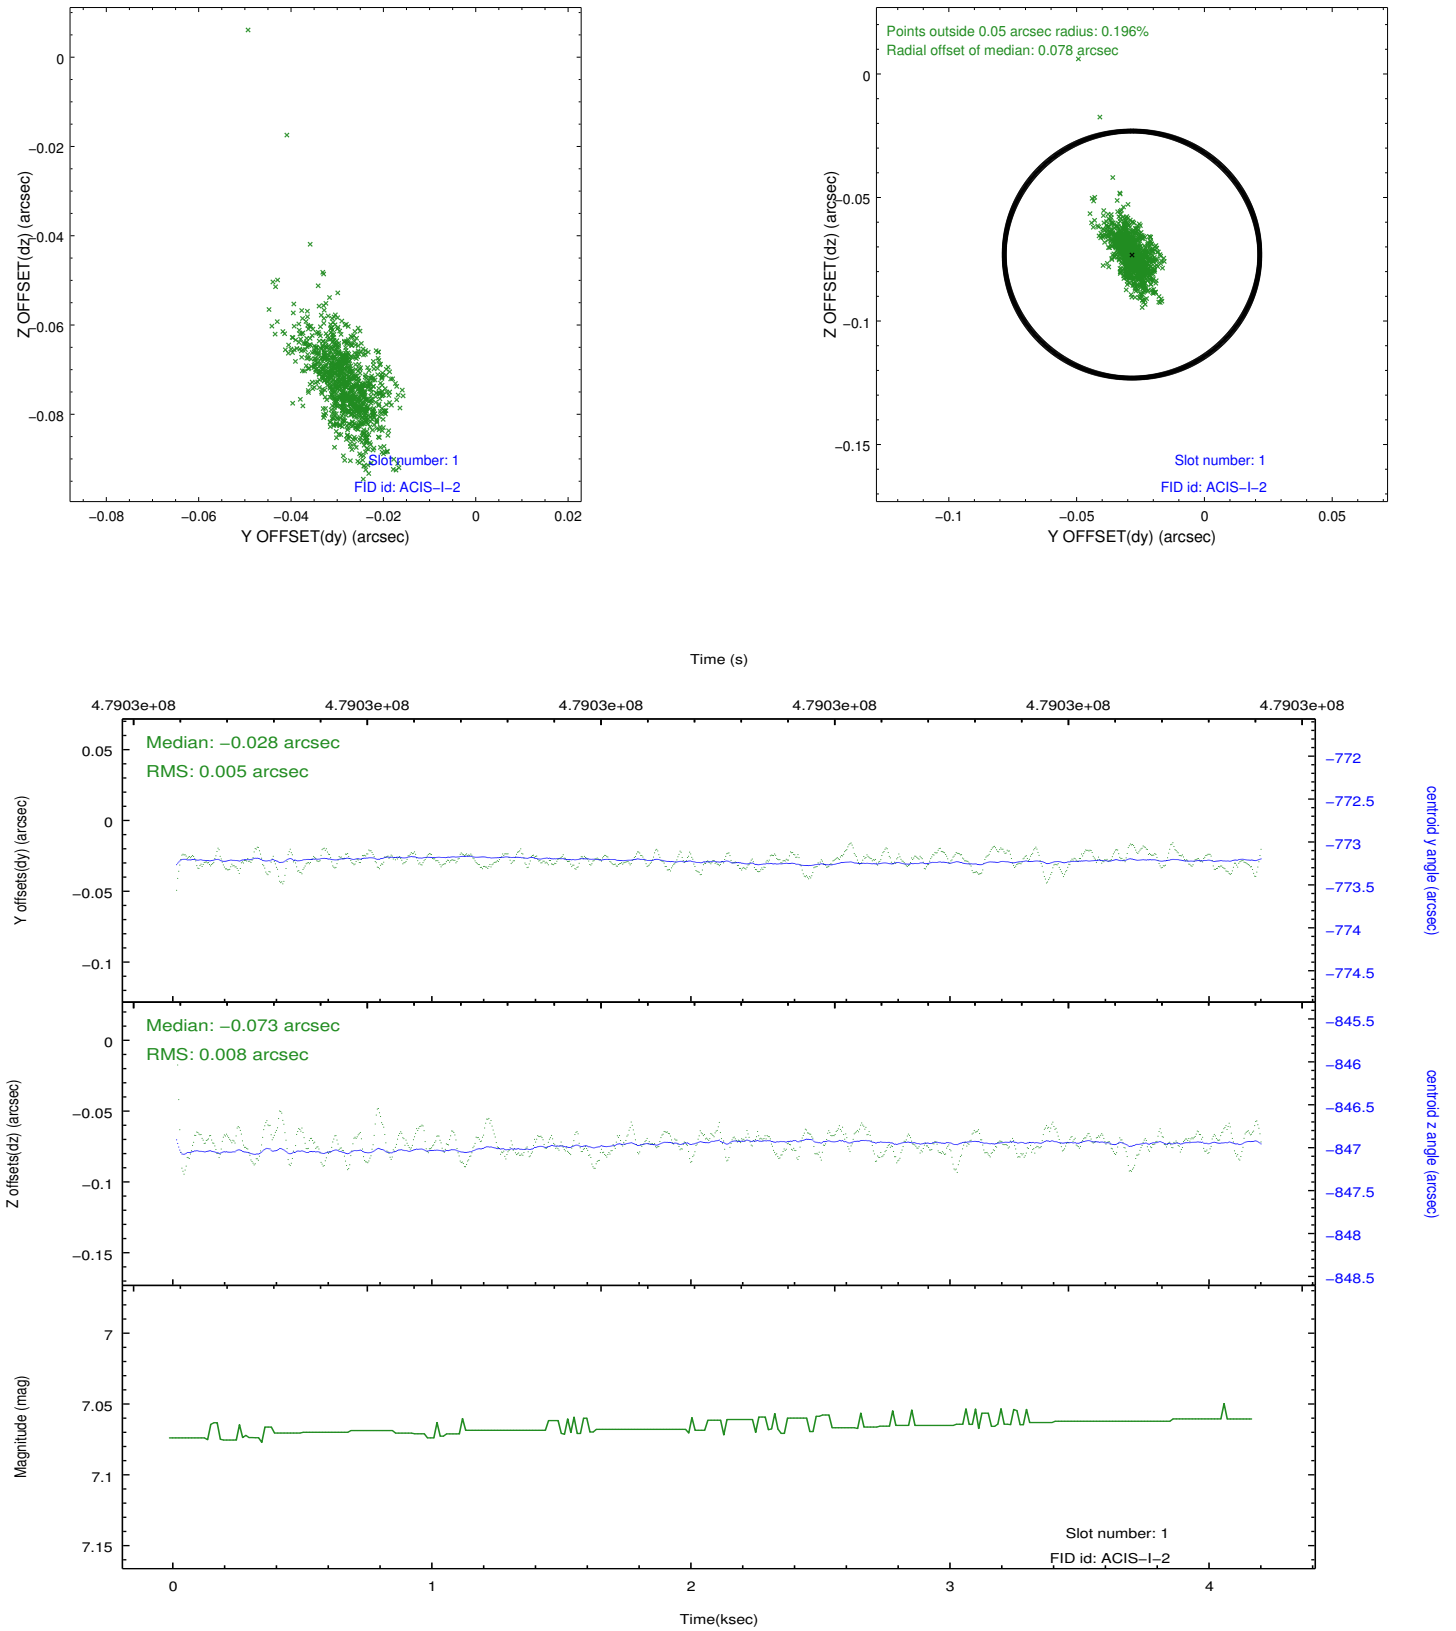 0
−0.02
−0.04
−0.06
−0.08
Z OFFSET(dz) (arcsec)
Slot number: 1
FID id: ACIS−I−2
−0.08
−0.06
−0.04
−0.02
0
0.02
Y OFFSET(dy) (arcsec)
Points outside 0.05 arcsec radius: 0.196%
Radial offset of median: 0.078 arcsec
0
−0.05
−0.1
−0.15
Z OFFSET(dz) (arcsec)
Slot number: 1
FID id: ACIS−I−2
−0.1
−0.05
0
0.05
Y OFFSET(dy) (arcsec)
Time (s)
4.7903e+08
4.7903e+08
4.7903e+08
4.7903e+08
4.7903e+08
4.7903e+08
Median: −0.028 arcsec
RMS: 0.005 arcsec
0.05
0
−0.05
−0.1
Y offsets(dy) (arcsec)
−772
−772.5
−773
−773.5
−774
−774.5
centroid y angle (arcsec)
Median: −0.073 arcsec
RMS: 0.008 arcsec
0
−0.05
−0.1
−0.15
Z offsets(dz) (arcsec)
−845.5
−846
−846.5
−847
−847.5
−848
−848.5
centroid z angle (arcsec)
7
7.05
7.1
7.15
Magnitude (mag)
Slot number: 1
FID id: ACIS−I−2
0
1
2
3
4
Time(ksec)